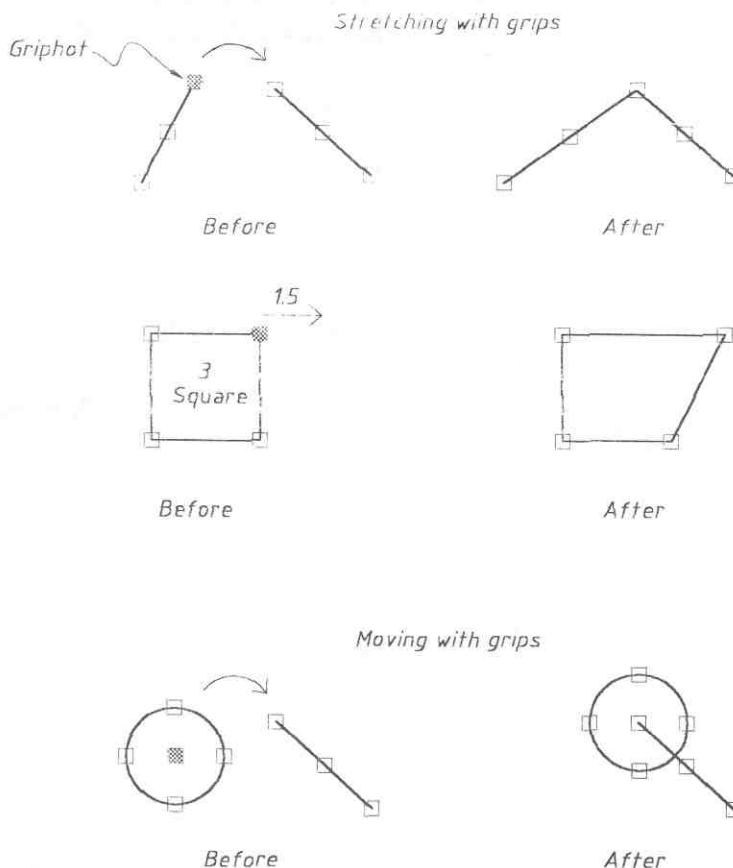 Stretching with grips
Griphot
Before
After
1.5
3
Square
Before
After
Moving with grips
Before
After